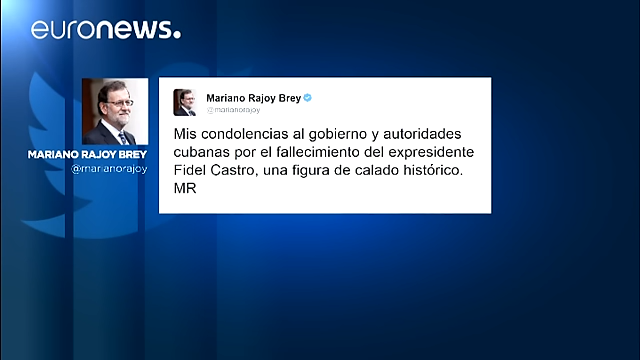 euronews.
MARIANO RAJOY BREY
@marianorajoy
Mariano Rajoy Brey
@marianorajoy
Mis condolencias al gobierno y autoridades
cubanas por el fallecimiento del expresidente
Fidel Castro, una figura de calado histórico.
MR